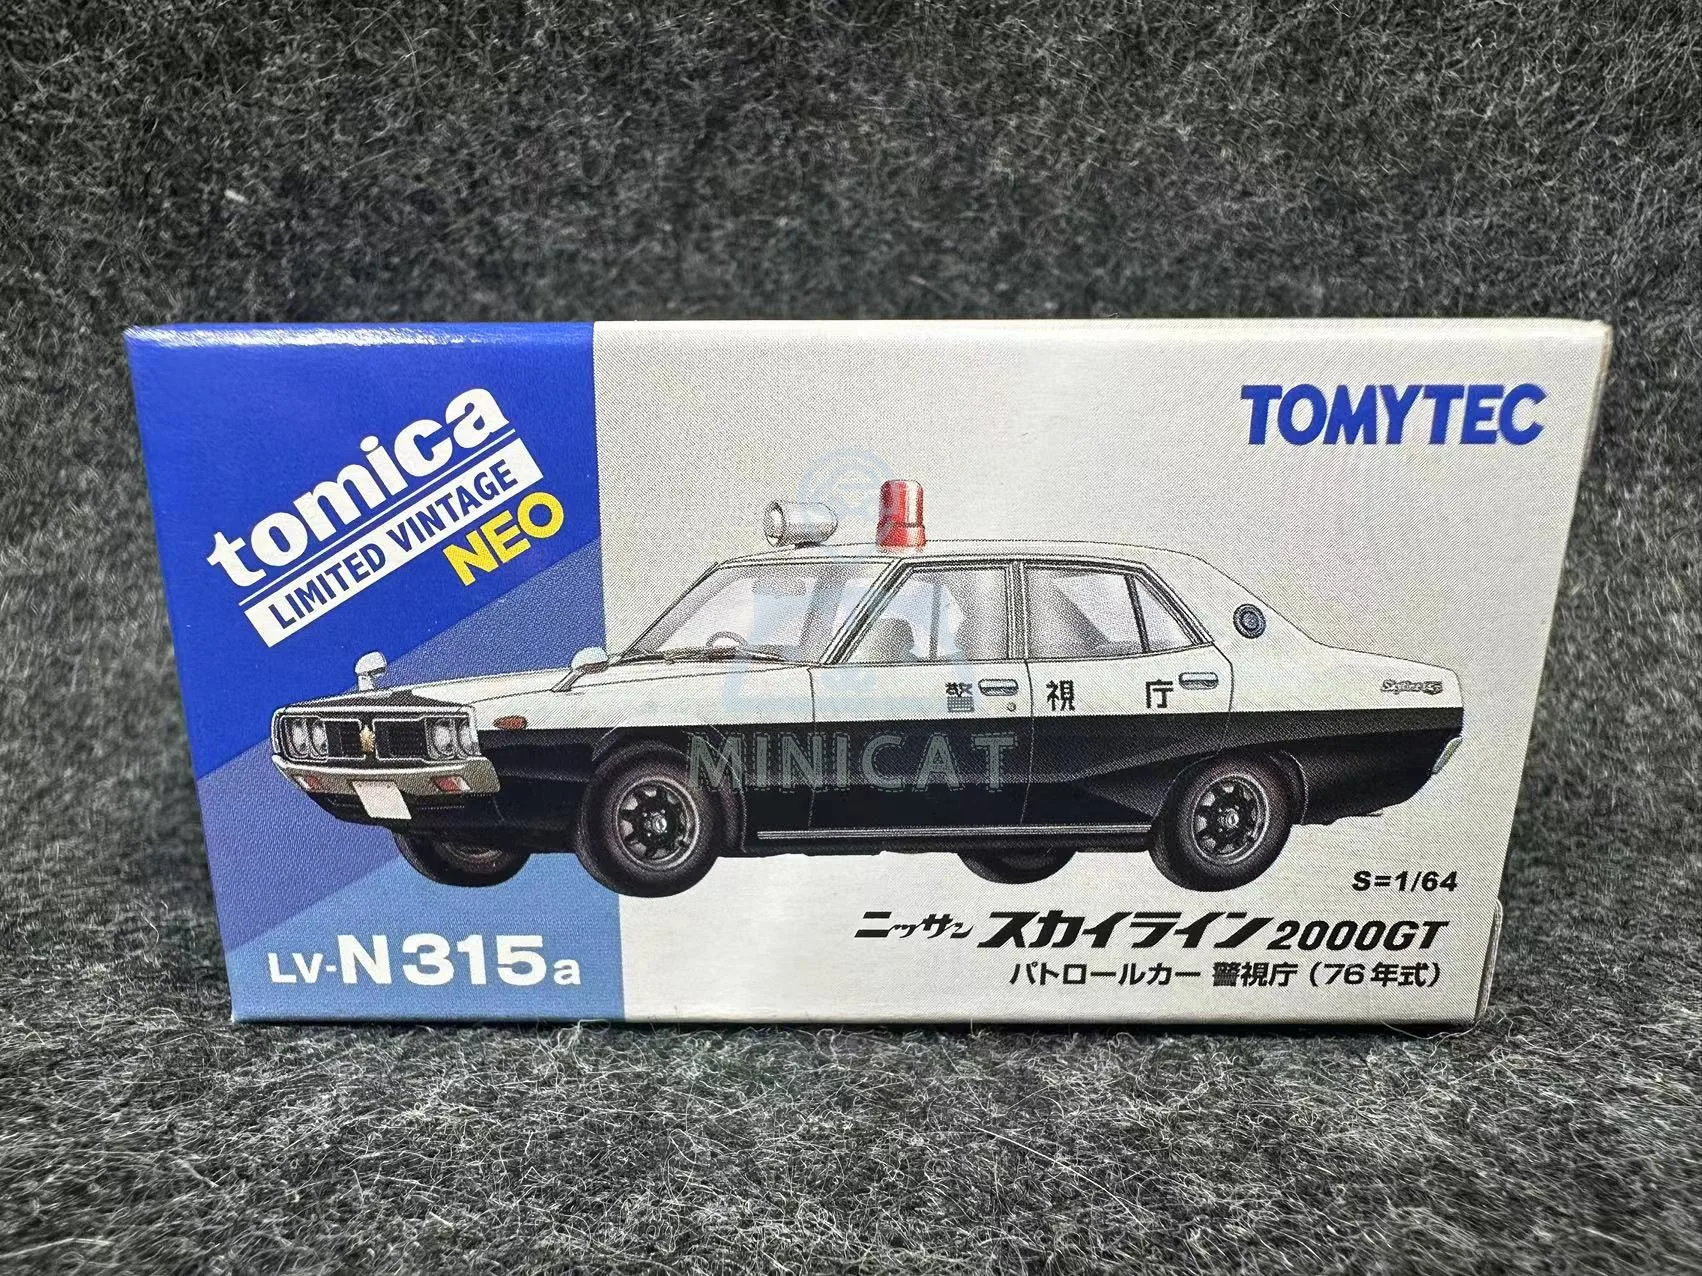 tomica
LIMITED VINTAGE
NEO
TOMYTEC
警 視 庁
Skyline GT
MINICAT
S=1/64
LV-N315a
ニッサン スカイライン 2000GT
パトロールカー 警視庁（76年式）